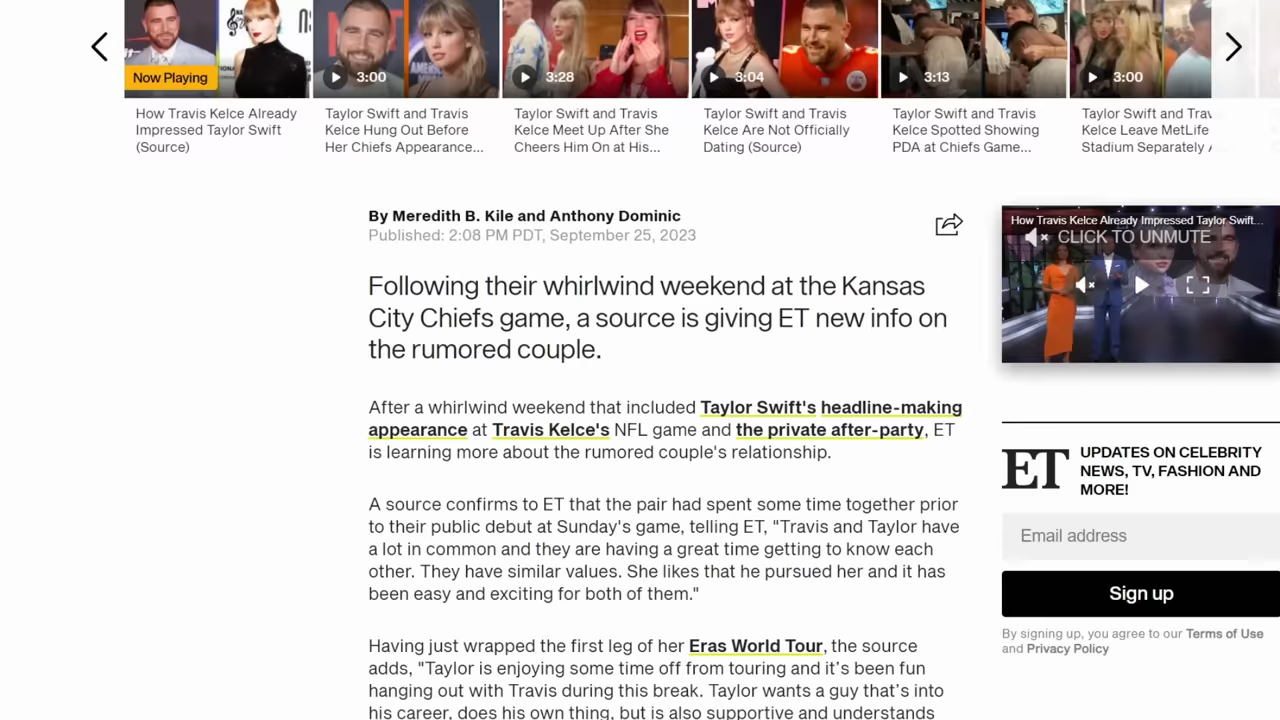 Now Playing
3:00
3:28
3:04
3:13
3:00
How Travis Kelce Already
Impressed Taylor Swift
(Source)
Taylor Swift and Travis
Kelce Hung Out Before
Her Chiefs Appearance...
Taylor Swift and Travis
Kelce Meet Up After She
Cheers Him On at His...
Taylor Swift and Travis
Kelce Are Not Officially
Dating (Source)
Taylor Swift and Travis
Kelce Spotted Showing
PDA at Chiefs Game...
Taylor Swift and Trav
Kelce Leave MetLife
Stadium Separately
By Meredith B. Kile and Anthony Dominic
Published: 2:08 PM PDT, September 25, 2023
Following their whirlwind weekend at the Kansas
City Chiefs game, a source is giving ET new info on
the rumored couple.
After a whirlwind weekend that included Taylor Swift's headline-making
appearance at Travis Kelce's NFL game and the private after-party, ET
is learning more about the rumored couple's relationship.
A source confirms to ET that the pair had spent some time together prior
to their public debut at Sunday's game, telling ET, "Travis and Taylor have
a lot in common and they are having a great time getting to know each
other. They have similar values. She likes that he pursued her and it has
been easy and exciting for both of them."
Having just wrapped the first leg of her Eras World Tour, the source
adds, "Taylor is enjoying some time off from touring and it's been fun
hanging out with Travis during this break. Taylor wants a guy that's into
his career, does his own thing, but is also supportive and understands
How Travis Kelce Already Impressed Taylor Swift...
CLICK TO UNMUTE
ET
UPDATES ON CELEBRITY
NEWS, TV, FASHION AND
MORE!
Email address
Sign up
By signing up, you agree to our Terms of Use
and Privacy Policy